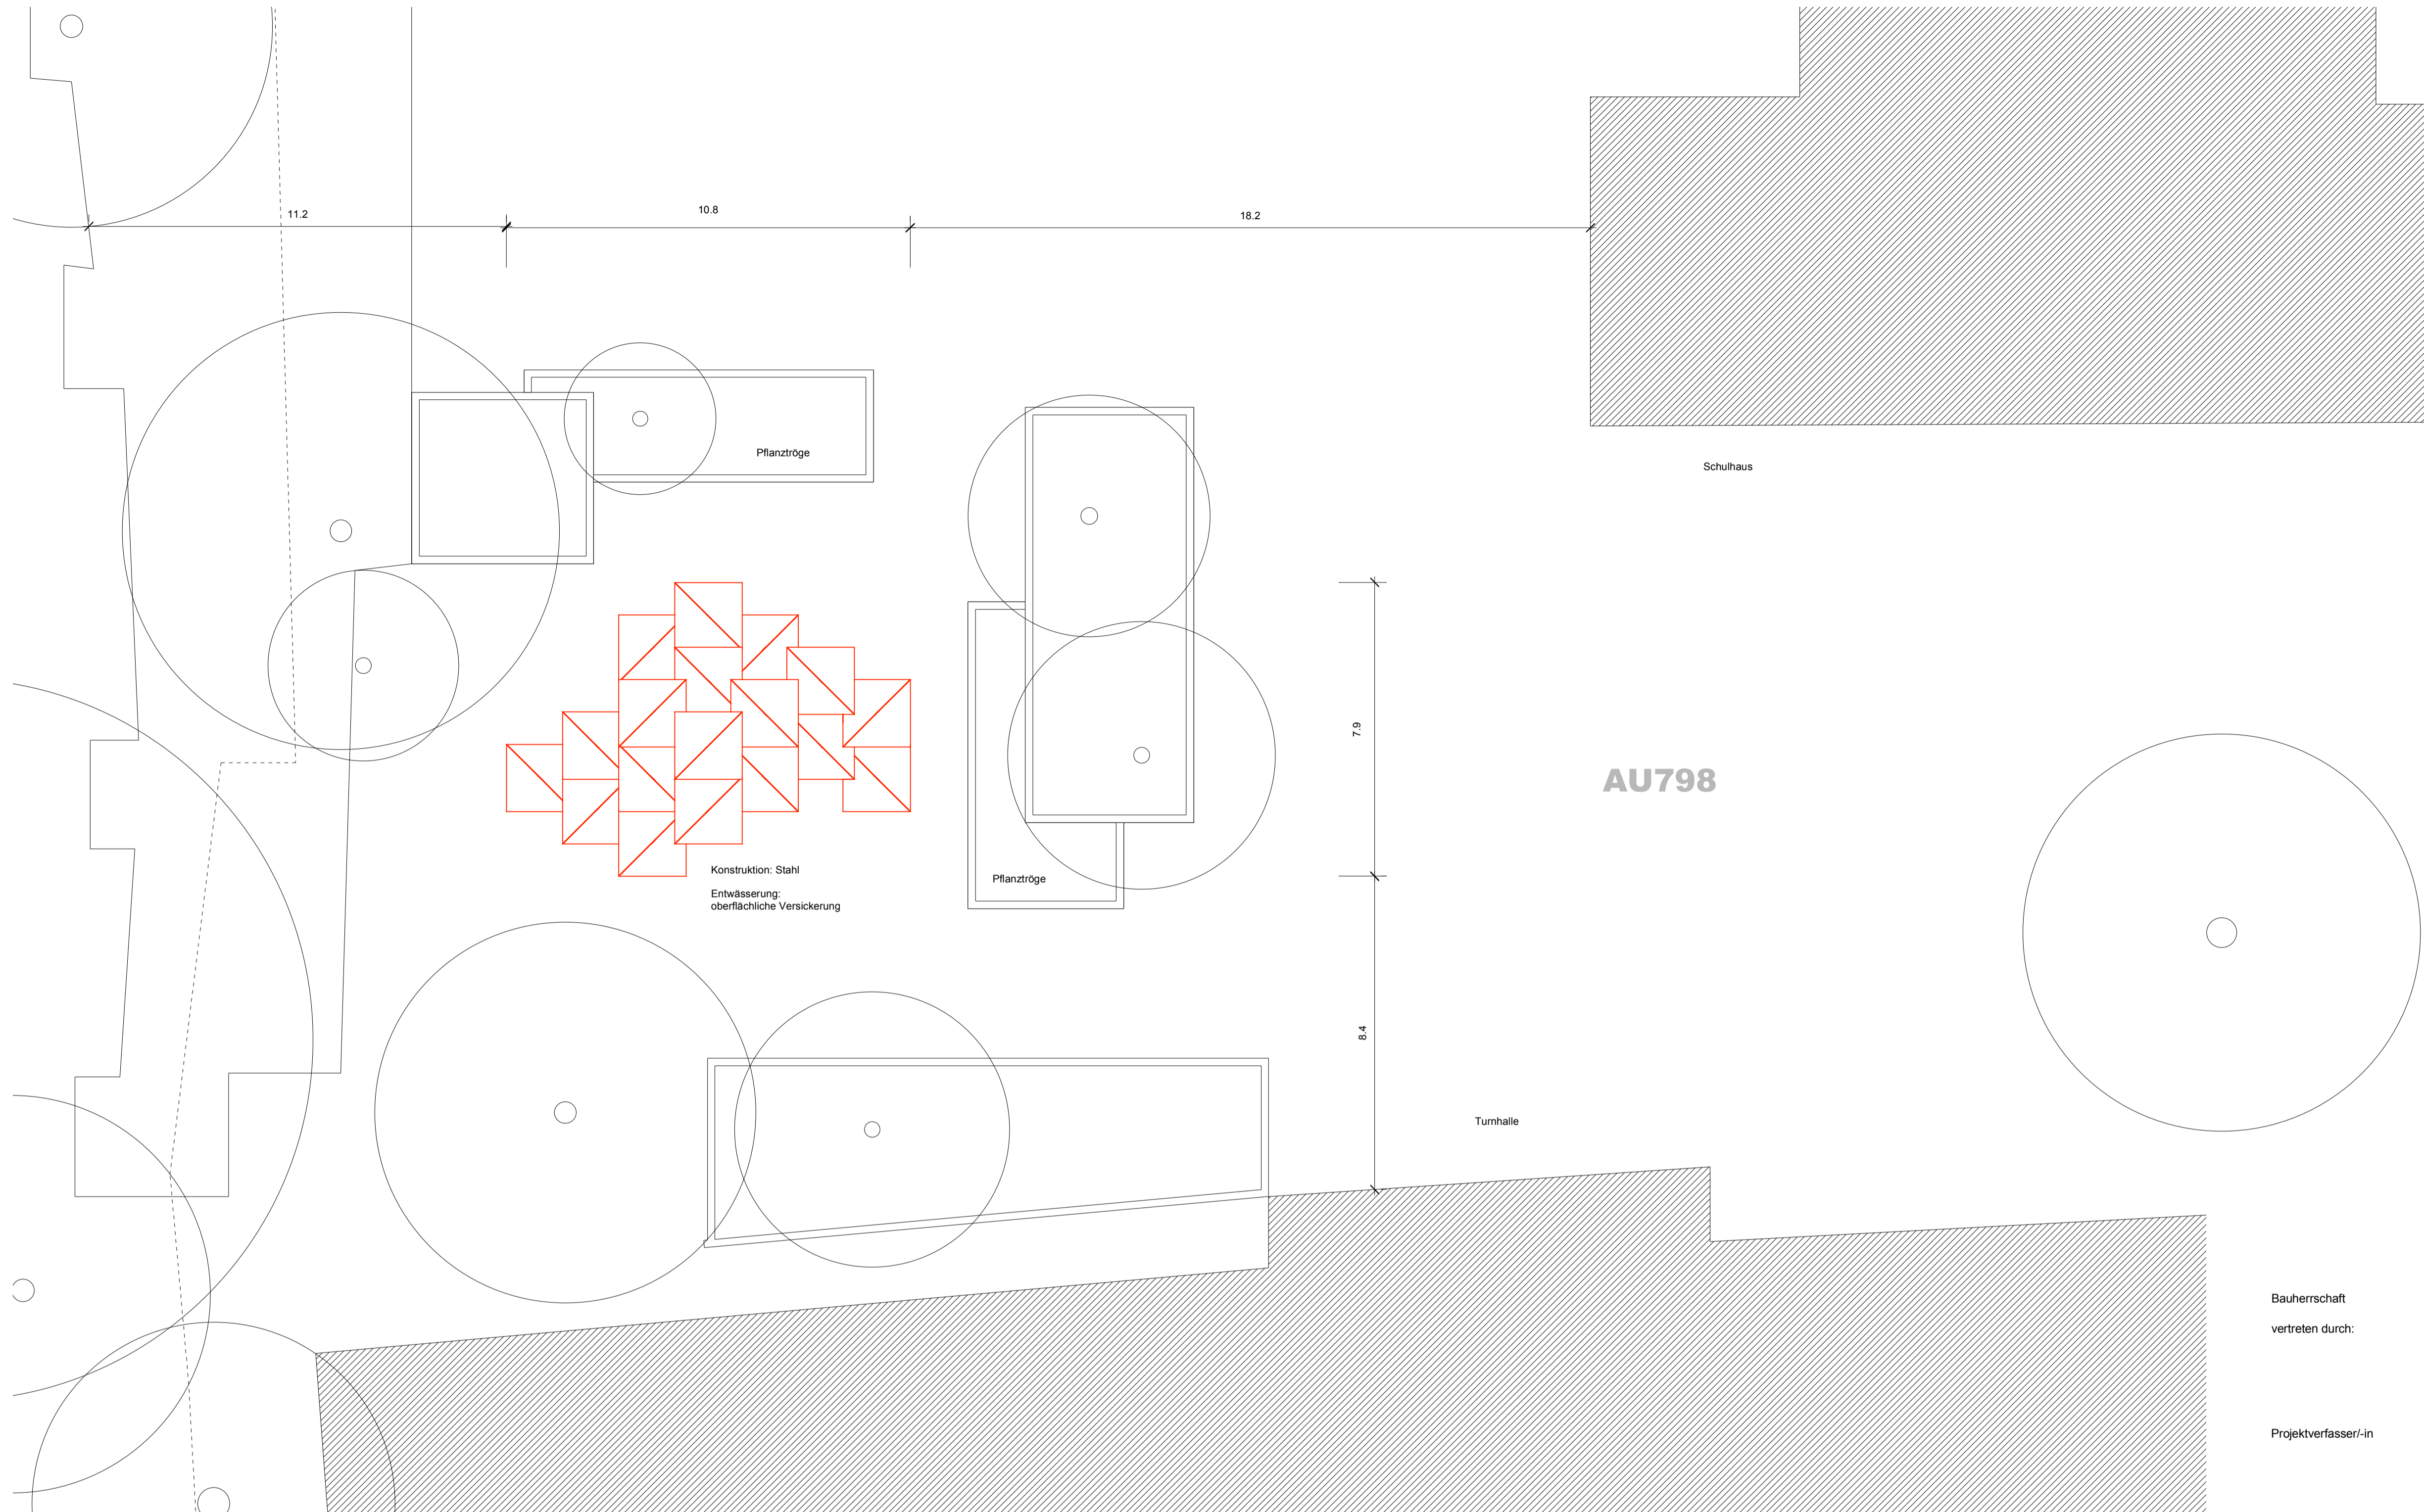 11.2
10.8
18.2
Pflanztröge
Schulhaus
7.9
AU798
Konstruktion: Stahl
Entwässerung:
oberflächliche Versickerung
Pflanztröge
8.4
Turnhalle
Bauherrschaft
vertreten durch:
Projektverfasser/-in